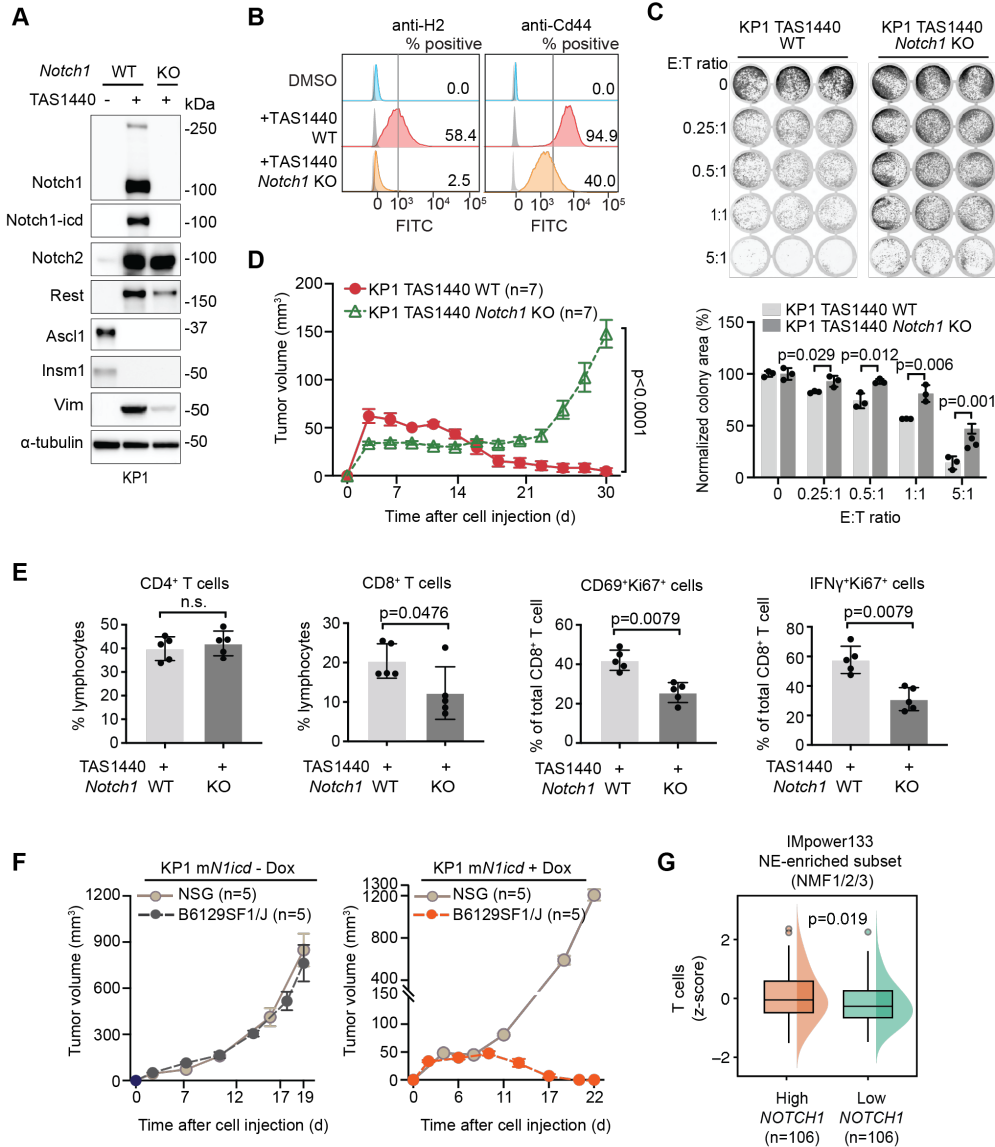 A
Notch1 WT KO
TAS1440 - + + kDa
-250
Notch1
-100
Notch1-icd -100
Notch2 -100
Rest -150
Ascl1 -37
Insm1 -50
Vim -50
α-tubulin -50
KP1
B
anti-H2 anti-Cd44
% positive % positive
DMSO 0.0 0.0
+TAS1440
WT 58.4 94.9
+TAS1440
Notch1 KO 2.5 40.0
0 10³ 10⁴ 10⁵ 0 10³ 10⁴ 10⁵
FITC FITC
C
KP1 TAS1440
WT
KP1 TAS1440
Notch1 KO
E:T ratio
0
0.25:1
0.5:1
1:1
5:1
KP1 TAS1440 WT
KP1 TAS1440 Notch1 KO
Normalized colony area (%)
150
100
50
0
p=0.029 p=0.012 p=0.006 p=0.001
0 0.25:1 0.5:1 1:1 5:1
E:T ratio
D
KP1 TAS1440 WT (n=7)
KP1 TAS1440 Notch1 KO (n=7)
Tumor volume (mm³)
200
150
100
50
0
p<0.0001
0 7 14 21 30
Time after cell injection (d)
E
CD4⁺ T cells
n.s.
% lymphocytes
50
40
30
20
10
0
TAS1440 + +
Notch1 WT KO
CD8⁺ T cells
p=0.0476
% lymphocytes
30
20
10
0
TAS1440 + +
Notch1 WT KO
CD69⁺Ki67⁺ cells
p=0.0079
% of total CD8⁺ T cell
60
40
20
0
TAS1440 + +
Notch1 WT KO
IFNγ⁺Ki67⁺ cells
p=0.0079
% of total CD8⁺ T cell
80
60
40
20
0
TAS1440 + +
Notch1 WT KO
F
KP1 mN1icd - Dox
NSG (n=5)
B6129SF1/J (n=5)
Tumor volume (mm³)
1200
900
600
300
0
0 7 12 17 19
Time after cell injection (d)
KP1 mN1icd + Dox
NSG (n=5)
B6129SF1/J (n=5)
Tumor volume (mm³)
1300
1200
800
400
150
100
50
0
0 6 11 17 22
Time after cell injection (d)
G
IMpower133
NE-enriched subset
(NMF1/2/3)
p=0.019
T cells
(z-score)
2
0
−2
High
NOTCH1
(n=106)
Low
NOTCH1
(n=106)